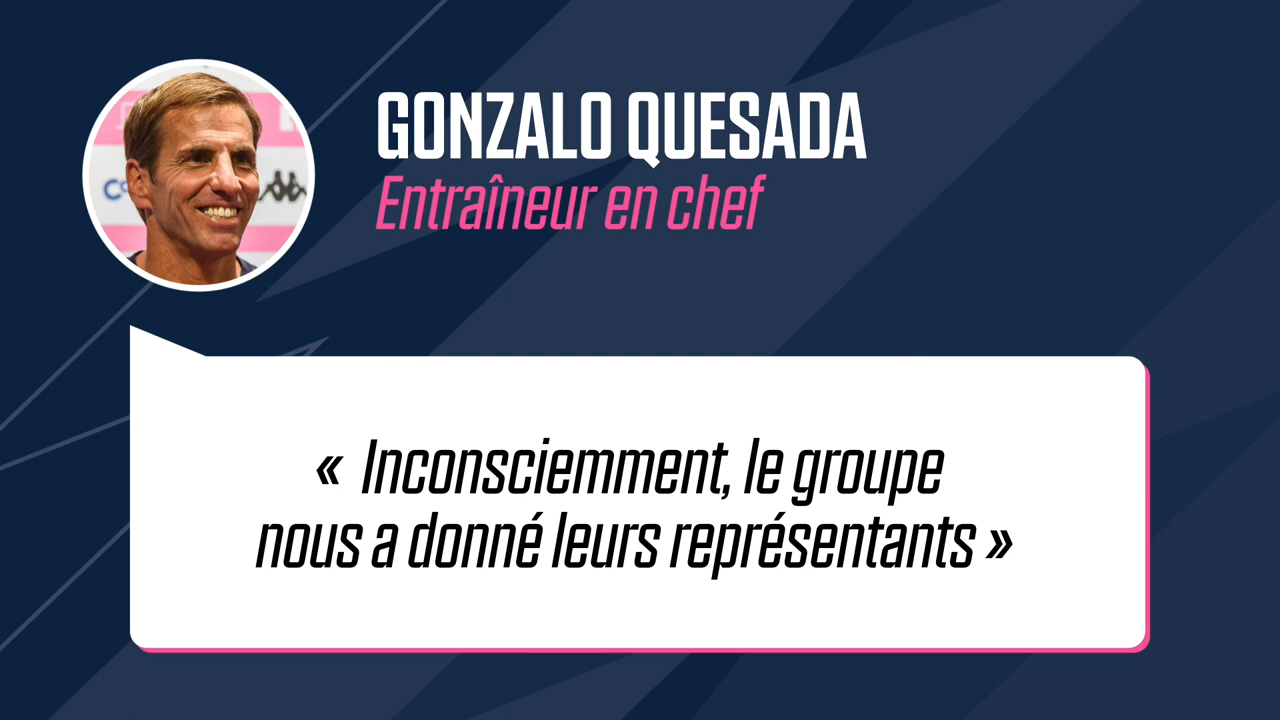 GONZALO QUESADA
Entraîneur en chef
« Inconsciemment, le groupe
nous a donné leurs représentants »